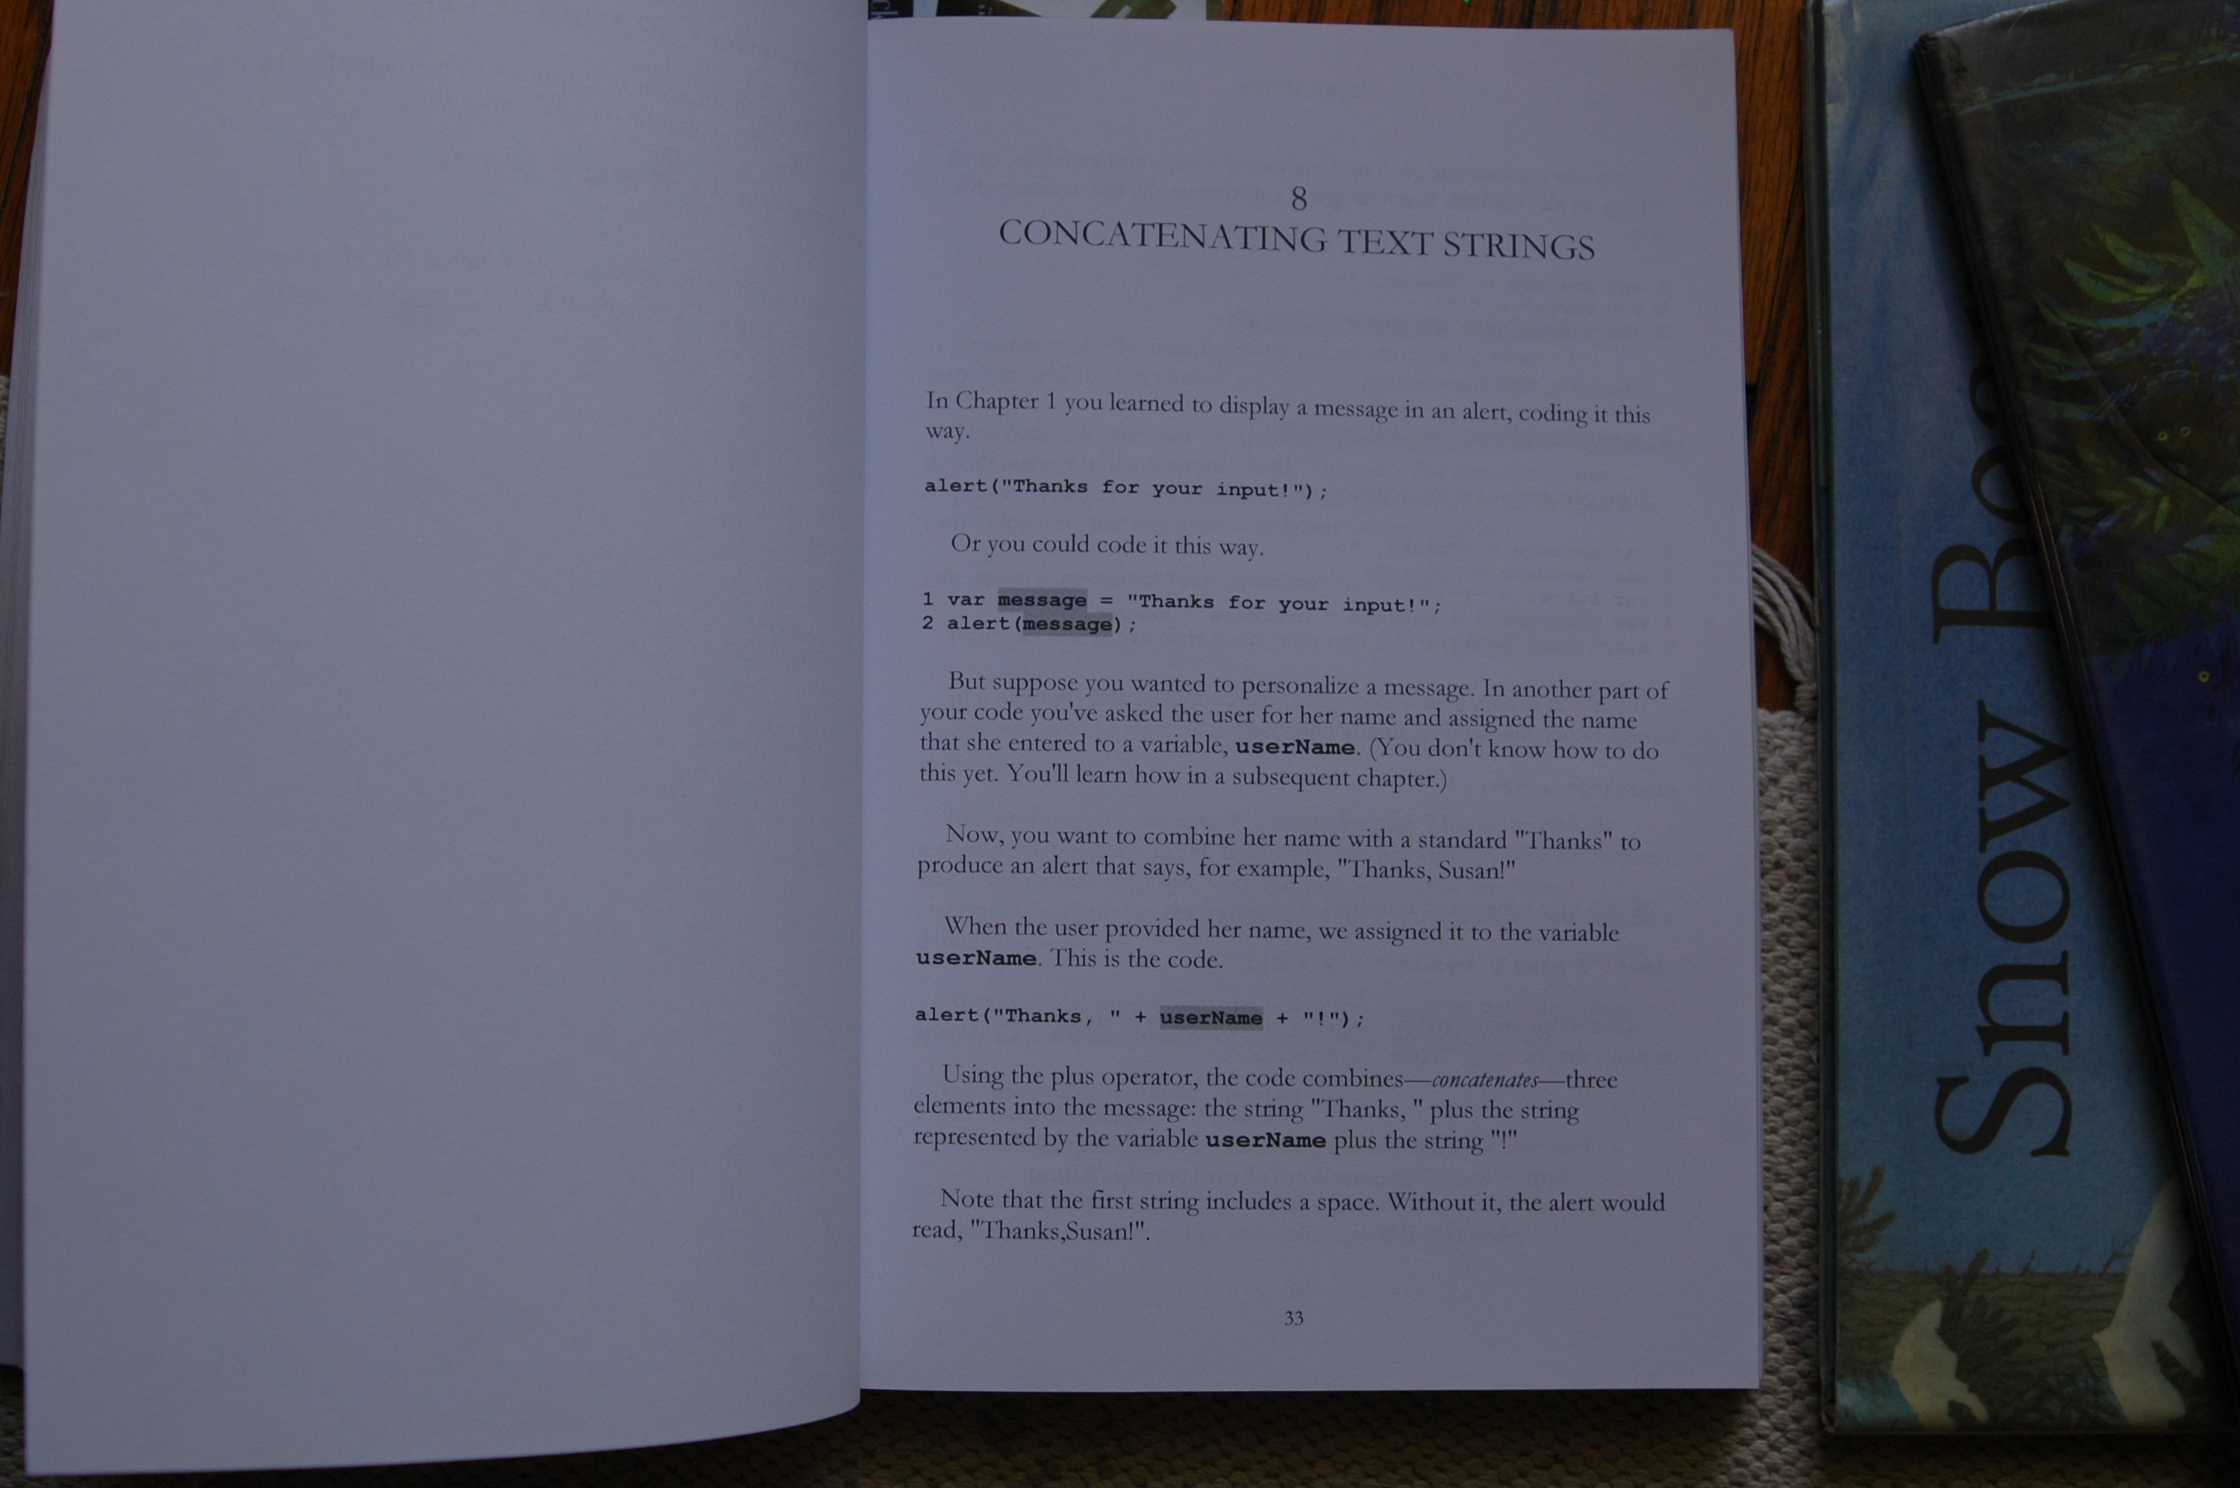 8
CONCATENATING TEXT STRINGS
In Chapter 1 you learned to display a message in an alert, coding it this
way.
alert("Thanks for your input!");
Or you could code it this way.
1 var message = "Thanks for your input!";
2 alert(message);
But suppose you wanted to personalize a message. In another part of
your code you've asked the user for her name and assigned the name
that she entered to a variable, userName. (You don't know how to do
this yet. You'll learn how in a subsequent chapter.)
Now, you want to combine her name with a standard "Thanks" to
produce an alert that says, for example, "Thanks, Susan!"
When the user provided her name, we assigned it to the variable
userName. This is the code.
alert("Thanks, " + userName + "!");
Using the plus operator, the code combines—concatenates—three
elements into the message: the string "Thanks, " plus the string
represented by the variable userName plus the string "!"
Note that the first string includes a space. Without it, the alert would
read, "Thanks,Susan!".
33
Snow